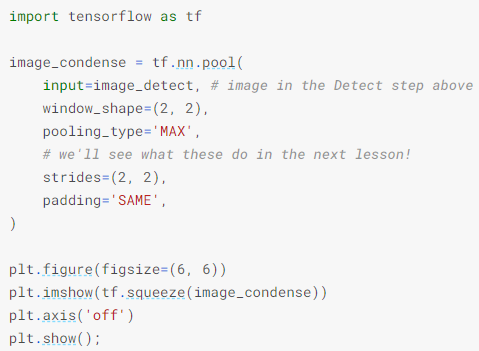 import tensorflow as tf
image_condense = tf.nn.pool(
    input=image_detect, # image in the Detect step above
    window_shape=(2, 2),
    pooling_type='MAX',
    # we'll see what these do in the next lesson!
    strides=(2, 2),
    padding='SAME',
)
plt.figure(figsize=(6, 6))
plt.imshow(tf.squeeze(image_condense))
plt.axis('off')
plt.show();